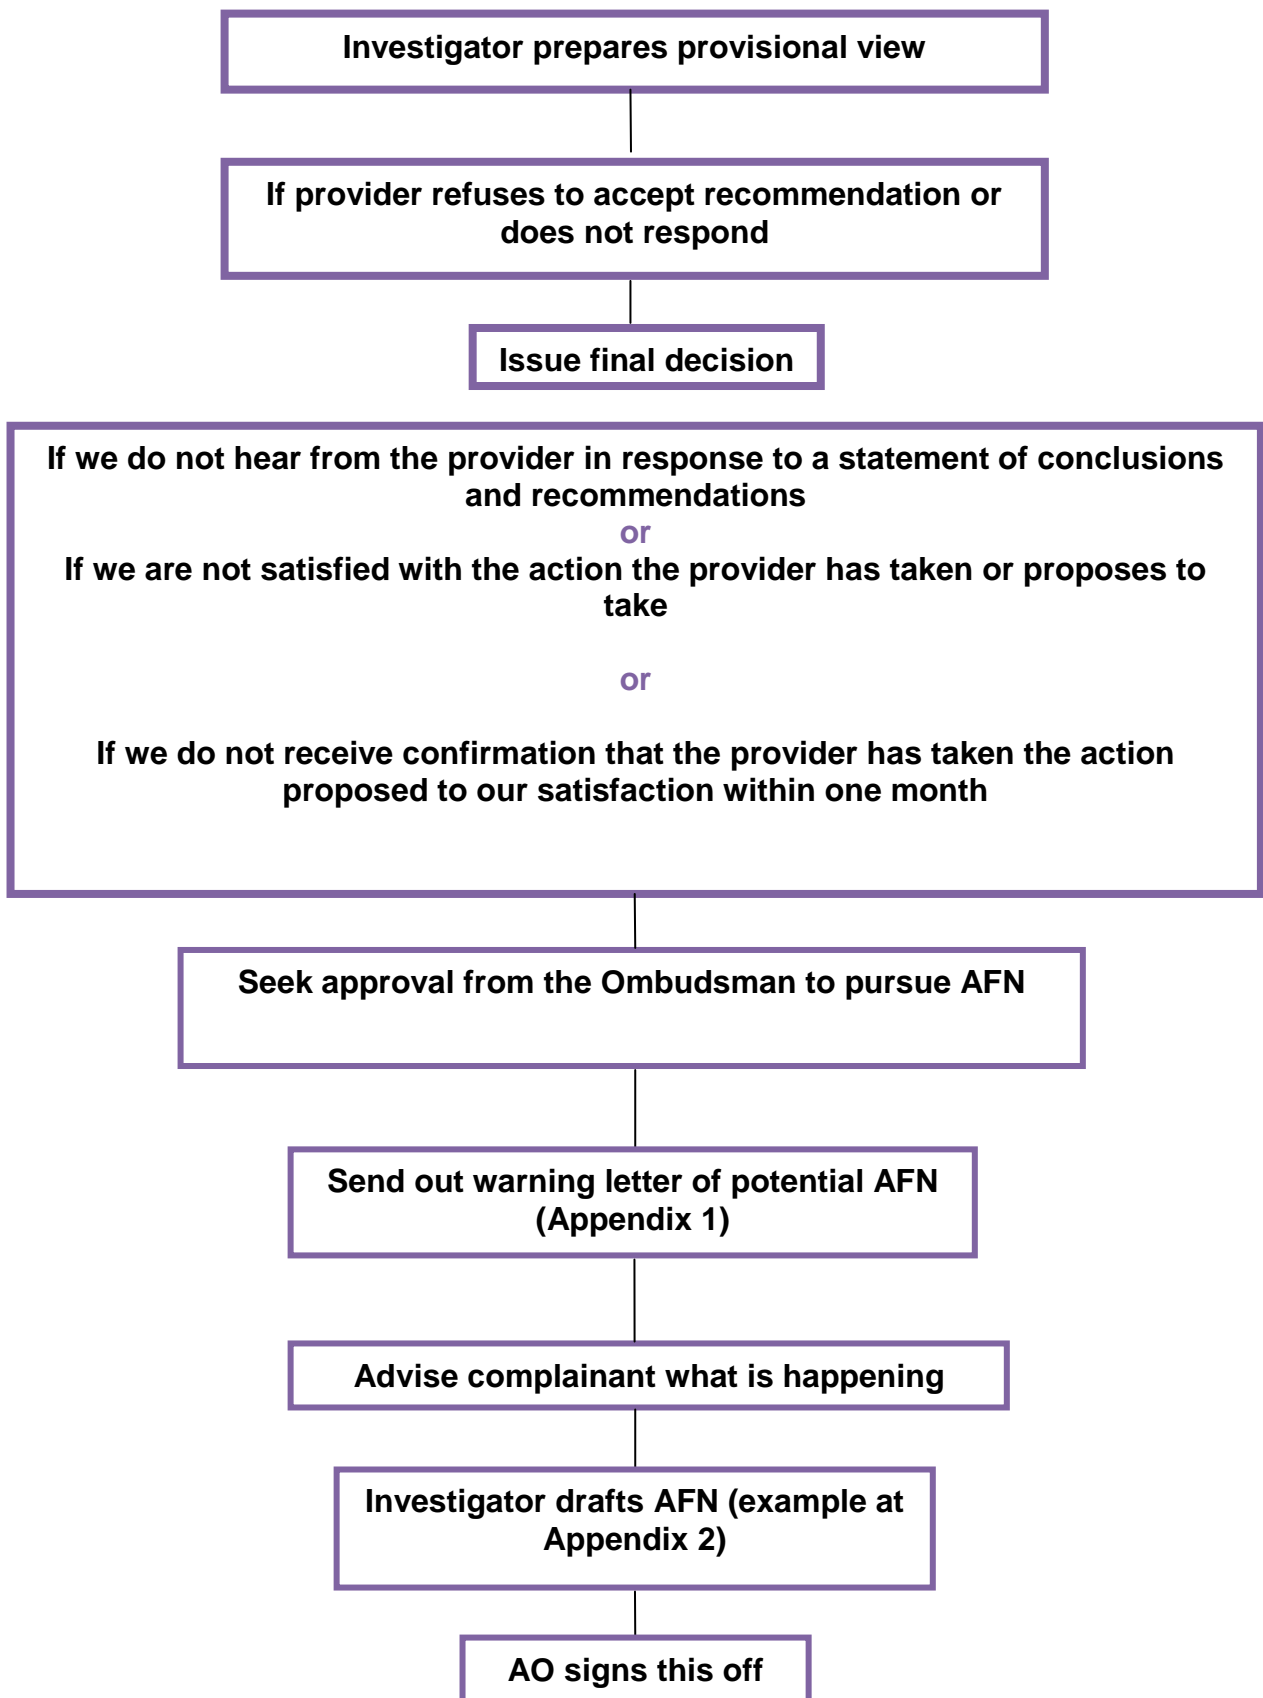 Investigator prepares provisional view
If provider refuses to accept recommendation or
does not respond
Issue final decision
If we do not hear from the provider in response to a statement of conclusions
and recommendations
or
If we are not satisfied with the action the provider has taken or proposes to
take
or
If we do not receive confirmation that the provider has taken the action
proposed to our satisfaction within one month
Seek approval from the Ombudsman to pursue AFN
Send out warning letter of potential AFN
(Appendix 1)
Advise complainant what is happening
Investigator drafts AFN (example at
Appendix 2)
AO signs this off